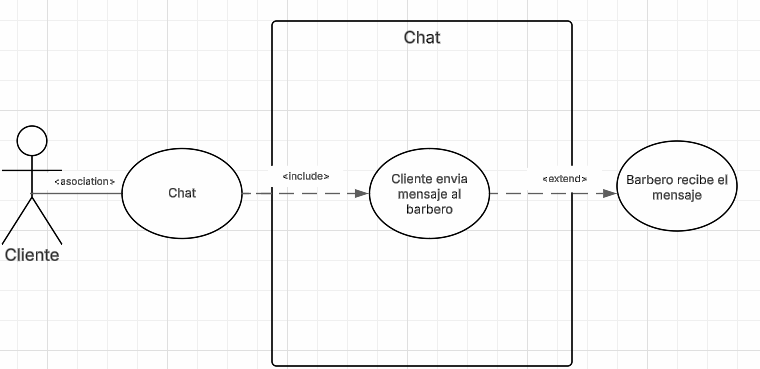 Chat
<asociation>
<include>
<extend>
Chat
Cliente envia
mensaje al
barbero
Barbero recibe el
mensaje
Cliente